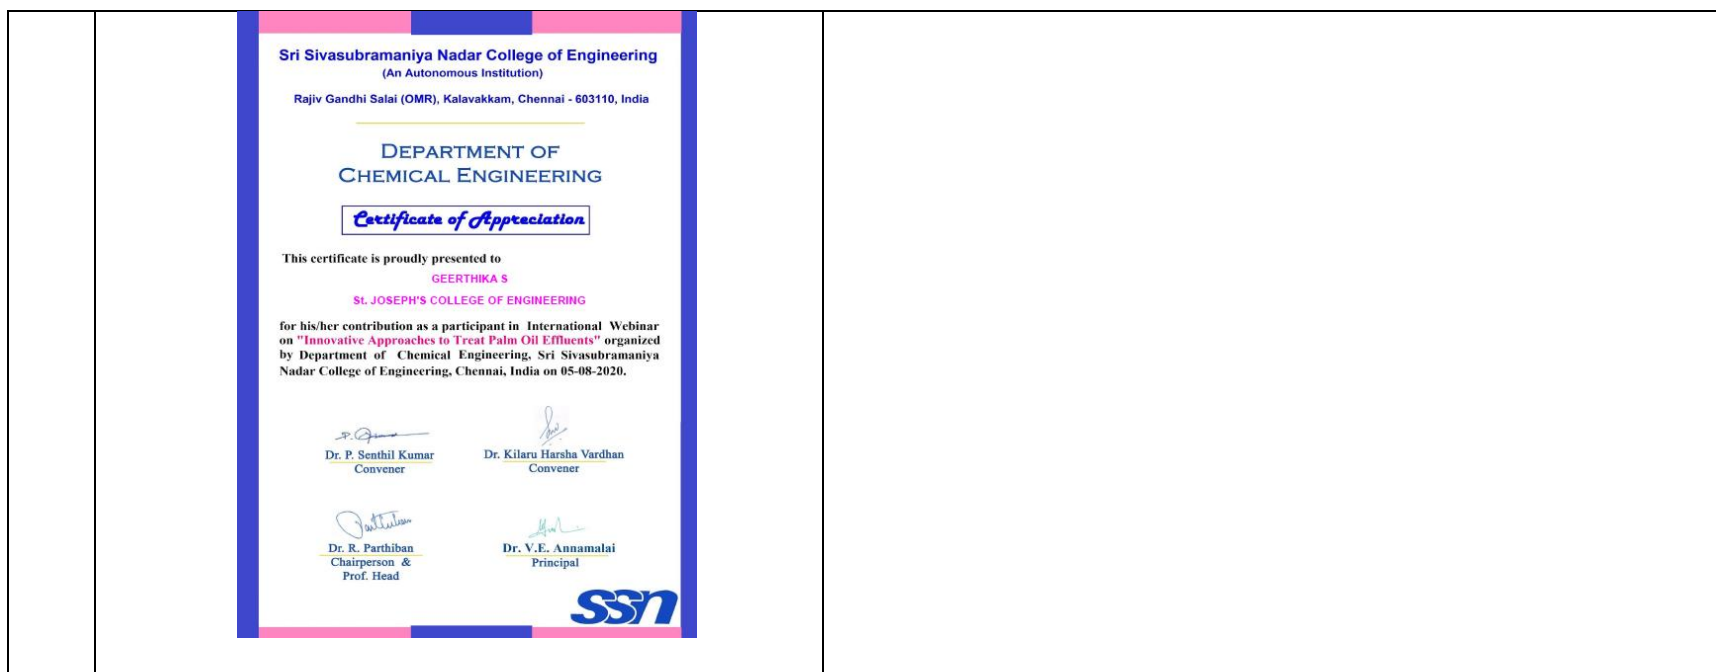 Sri Sivasubramaniya Nadar College of Engineering
(An Autonomous Institution)
Rajiv Gandhi Salai (OMR), Kalavakkam, Chennai - 603110, India
DEPARTMENT OF
CHEMICAL ENGINEERING
Certificate of Appreciation
This certificate is proudly presented to
GEERTHIKA S
St. JOSEPH'S COLLEGE OF ENGINEERING
for his/her contribution as a participant in International Webinar
on "Innovative Approaches to Treat Palm Oil Effluents" organized
by Department of Chemical Engineering, Sri Sivasubramaniya
Nadar College of Engineering, Chennai, India on 05-08-2020.
Dr. P. Senthil Kumar
Convener
Dr. Kilaru Harsha Vardhan
Convener
Dr. R. Parthiban
Chairperson &
Prof. Head
Dr. V.E. Annamalai
Principal
ssn